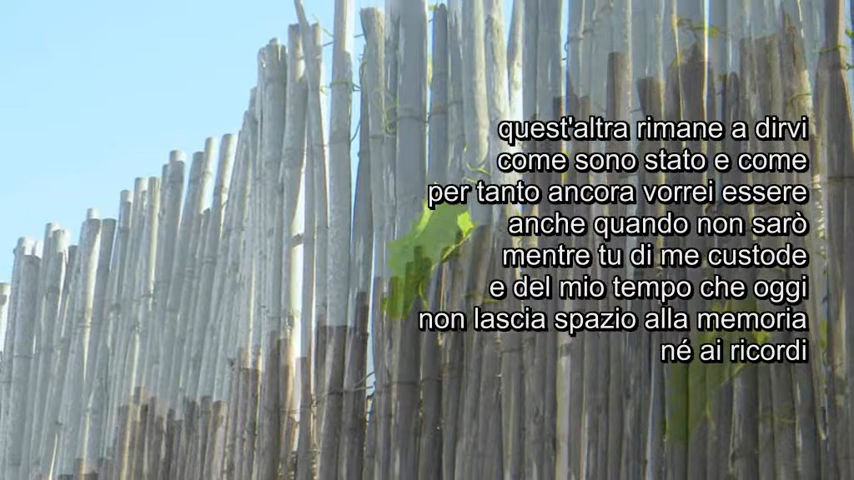 quest'altra rimane a dirvi
come sono stato e come
per tanto ancora vorrei essere
anche quando non sarò
mentre tu di me custode
e del mio tempo che oggi
non lascia spazio alla memoria
né ai ricordi